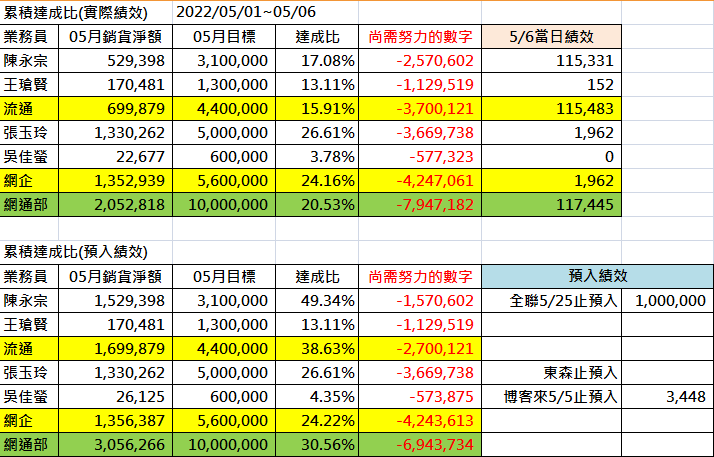 累積達成比(實際績效) 2022/05/01~05/06
業務員 05月銷貨淨額 05月目標 達成比 尚需努力的數字 5/6當日績效
陳永宗 529,398 3,100,000 17.08% -2,570,602 115,331
王瑲賢 170,481 1,300,000 13.11% -1,129,519 152
流通 699,879 4,400,000 15.91% -3,700,121 115,483
張玉玲 1,330,262 5,000,000 26.61% -3,669,738 1,962
吳佳螢 22,677 600,000 3.78% -577,323 0
網企 1,352,939 5,600,000 24.16% -4,247,061 1,962
網通部 2,052,818 10,000,000 20.53% -7,947,182 117,445
累積達成比(預入績效)
業務員 05月銷貨淨額 05月目標 達成比 尚需努力的數字 預入績效
陳永宗 1,529,398 3,100,000 49.34% -1,570,602 全聯5/25止預入 1,000,000
王瑲賢 170,481 1,300,000 13.11% -1,129,519
流通 1,699,879 4,400,000 38.63% -2,700,121
張玉玲 1,330,262 5,000,000 26.61% -3,669,738 東森止預入
吳佳螢 26,125 600,000 4.35% -573,875 博客來5/5止預入 3,448
網企 1,356,387 5,600,000 24.22% -4,243,613
網通部 3,056,266 10,000,000 30.56% -6,943,734